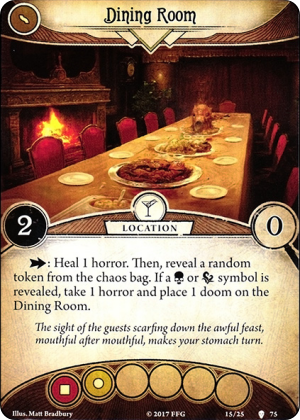 Dining Room
2
LOCATION
0
: Heal 1 horror. Then, reveal a random
token from the chaos bag. If a or symbol is
revealed, take 1 horror and place 1 doom on the
Dining Room.
The sight of the guests scarfing down the awful feast,
mouthful after mouthful, makes your stomach turn.
Illus. Matt Bradbury
© 2017 FFG
15/25
75